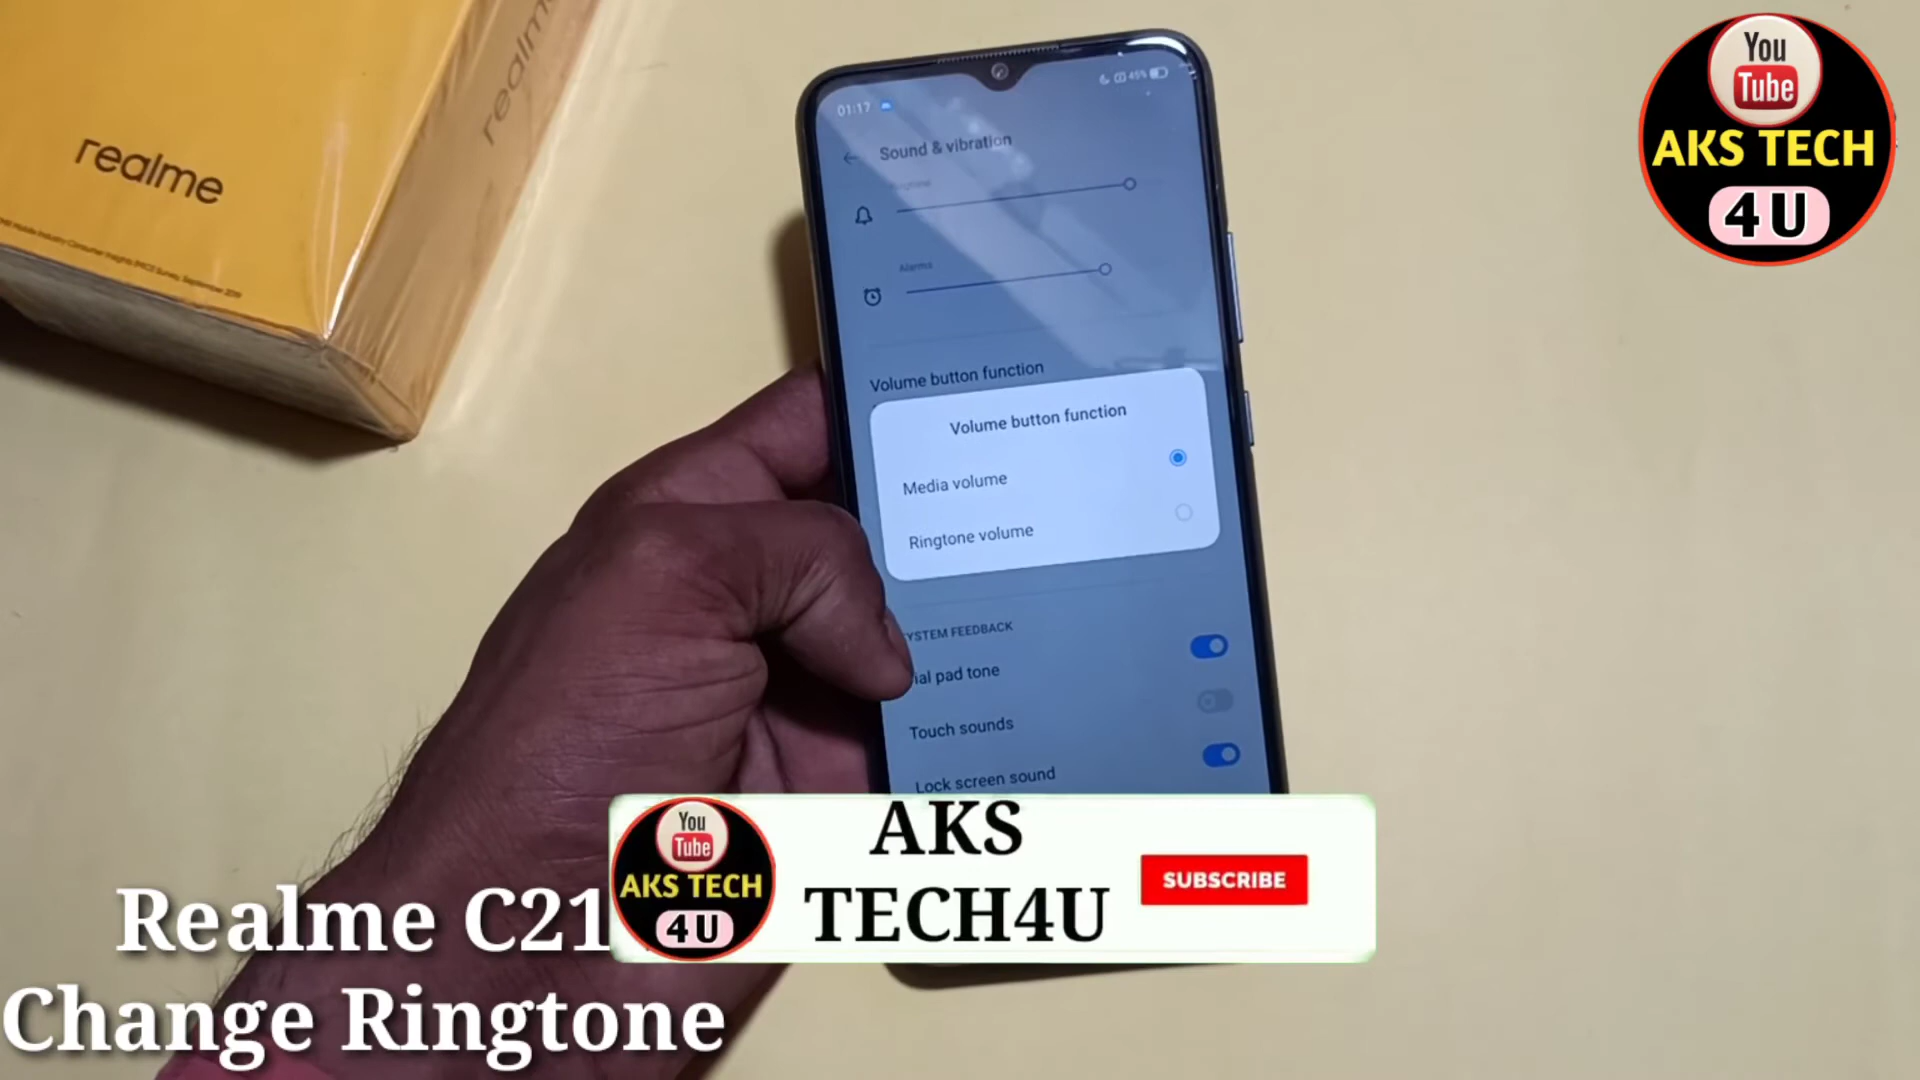 realme
realme
You
Tube
AKS TECH
4U
01:17
45%
Sound & vibration
Alarms
Volume button function
Volume button function
Media volume
Ringtone volume
YSTEM FEEDBACK
ial pad tone
Touch sounds
Lock screen sound
You
Tube
AKS TECH
4U
AKS
TECH4U
SUBSCRIBE
Realme C21
Change Ringtone